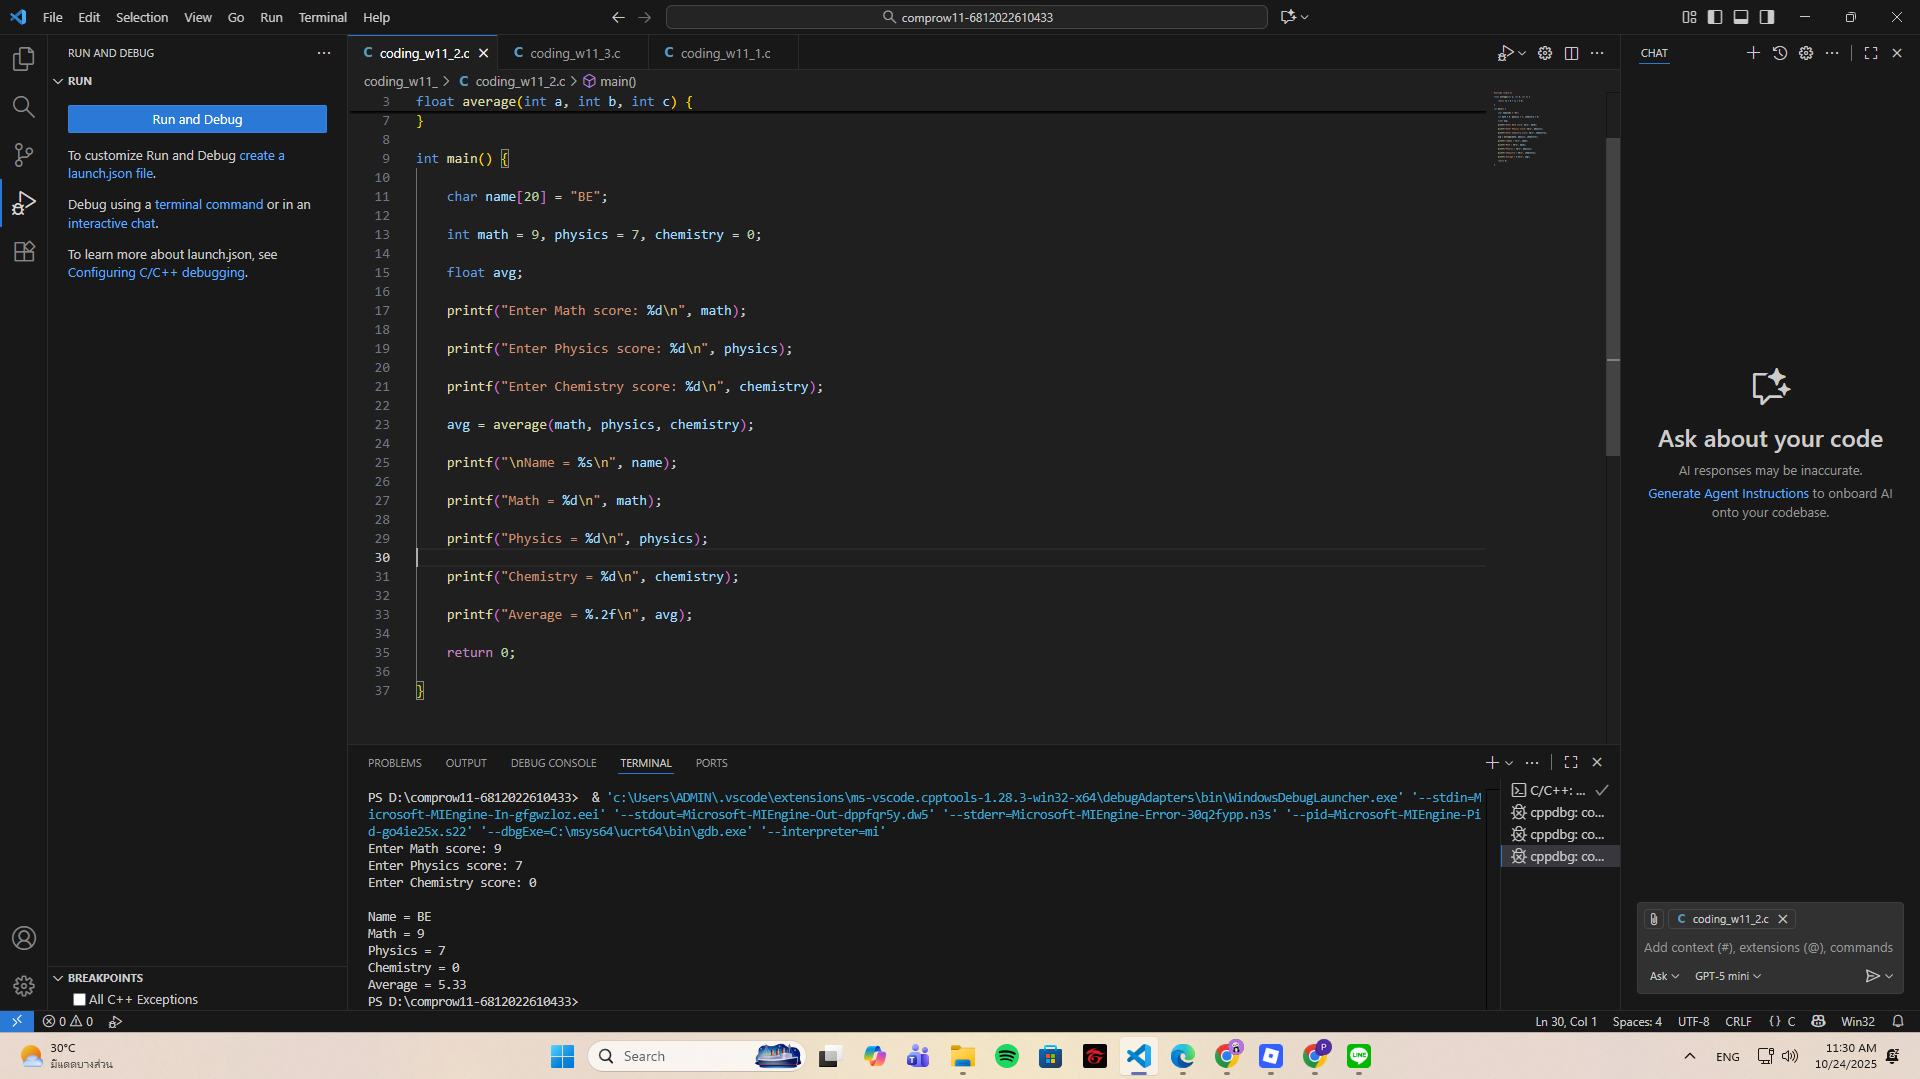 File Edit Selection View Go Run Terminal Help
comprow11-6812022610433
RUN AND DEBUG
RUN
Run and Debug
To customize Run and Debug create a
launch.json file.
Debug using a terminal command or in an
interactive chat.
To learn more about launch.json, see
Configuring C/C++ debugging.
BREAKPOINTS
All C++ Exceptions
C coding_w11_2.c
C coding_w11_3.c
C coding_w11_1.c
coding_w11_ > C coding_w11_2.c > main()
3 float average(int a, int b, int c) {
7 }
8
9 int main() {
10
11 char name[20] = "BE";
12
13 int math = 9, physics = 7, chemistry = 0;
14
15 float avg;
16
17 printf("Enter Math score: %d\n", math);
18
19 printf("Enter Physics score: %d\n", physics);
20
21 printf("Enter Chemistry score: %d\n", chemistry);
22
23 avg = average(math, physics, chemistry);
24
25 printf("\nName = %s\n", name);
26
27 printf("Math = %d\n", math);
28
29 printf("Physics = %d\n", physics);
30
31 printf("Chemistry = %d\n", chemistry);
32
33 printf("Average = %.2f\n", avg);
34
35 return 0;
36
37 }
PROBLEMS OUTPUT DEBUG CONSOLE TERMINAL PORTS
PS D:\comprow11-6812022610433> & 'c:\Users\ADMIN\.vscode\extensions\ms-vscode.cpptools-1.28.3-win32-x64\debugAdapters\bin\WindowsDebugLauncher.exe' '--stdin=M
icrosoft-MIEngine-In-gfgwzloz.eei' '--stdout=Microsoft-MIEngine-Out-dppfqr5y.dw5' '--stderr=Microsoft-MIEngine-Error-30q2fypp.n3s' '--pid=Microsoft-MIEngine-Pi
d-go4ie25x.s22' '--dbgExe=C:\msys64\ucrt64\bin\gdb.exe' '--interpreter=mi'
Enter Math score: 9
Enter Physics score: 7
Enter Chemistry score: 0
Name = BE
Math = 9
Physics = 7
Chemistry = 0
Average = 5.33
PS D:\comprow11-6812022610433>
C/C++: ...
cppdbg: co...
cppdbg: co...
cppdbg: co...
CHAT
Ask about your code
AI responses may be inaccurate.
Generate Agent Instructions to onboard AI
onto your codebase.
C coding_w11_2.c
Add context (#), extensions (@), commands
Ask GPT-5 mini
0 0
Ln 30, Col 1 Spaces: 4 UTF-8 CRLF {} C Win32
30°C
มีแดดบางส่วน
Search
ENG
11:30 AM
10/24/2025